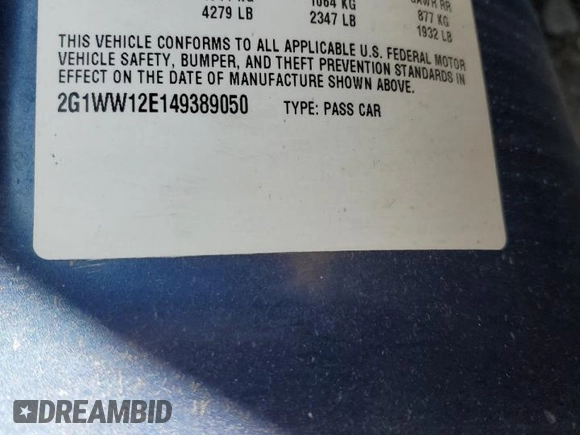 4279 LB 2347 LB 877 KG
1932 LB
THIS VEHICLE CONFORMS TO ALL APPLICABLE U.S. FEDERAL MOTOR
VEHICLE SAFETY, BUMPER, AND THEFT PREVENTION STANDARDS IN
EFFECT ON THE DATE OF MANUFACTURE SHOWN ABOVE.
2G1WW12E149389050 TYPE: PASS CAR
DREAMBID